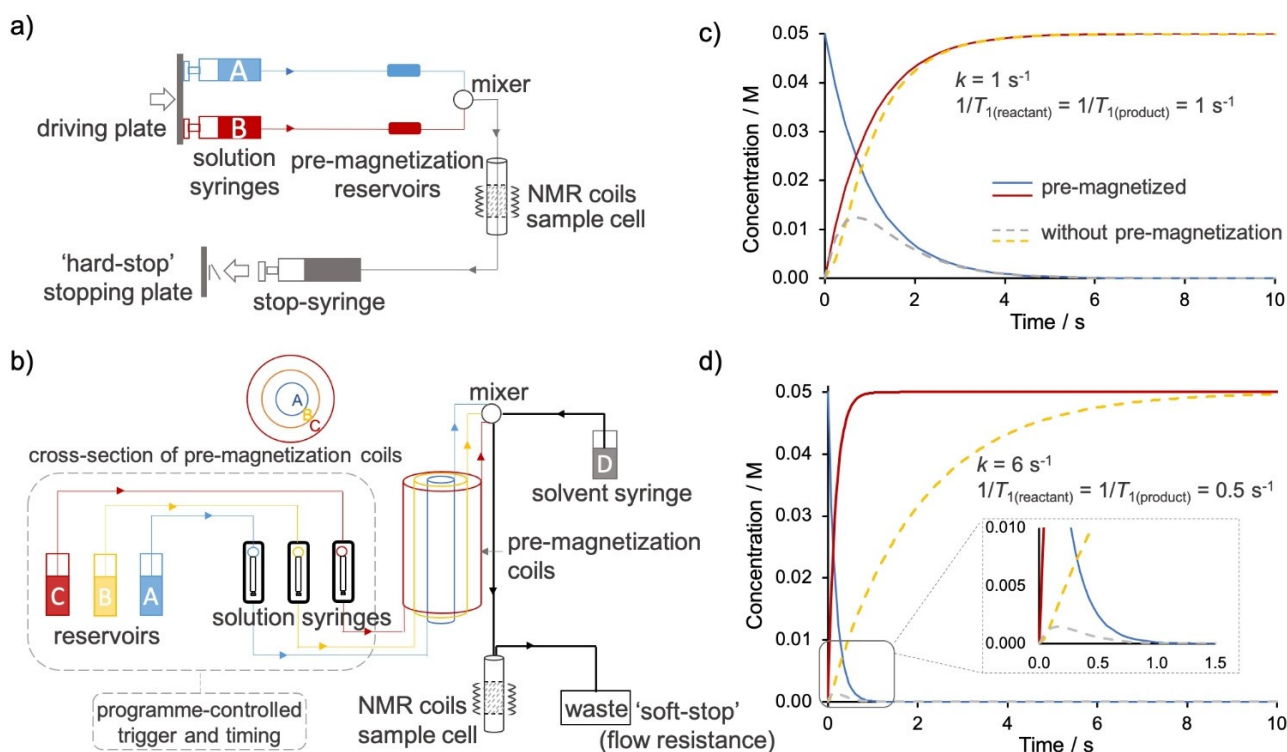 a)
A
B
driving plate
solution
syringes
pre-magnetization
reservoirs
mixer
NMR coils
sample cell
‘hard-stop’
stopping plate
stop-syringe
b)
A
B
C
cross-section of pre-magnetization coils
mixer
D
solvent syringe
pre-magnetization
coils
C
B
A
reservoirs
solution syringes
programme-controlled
trigger and timing
NMR coils
sample cell
waste
‘soft-stop’
(flow resistance)
c)
Concentration / M
0.05
0.04
0.03
0.02
0.01
0.00
k = 1 s⁻¹
1/T₁(reactant) = 1/T₁(product) = 1 s⁻¹
pre-magnetized
without pre-magnetization
0
2
4
6
8
10
Time / s
d)
Concentration / M
0.05
0.04
0.03
0.02
0.01
0.00
k = 6 s⁻¹
1/T₁(reactant) = 1/T₁(product) = 0.5 s⁻¹
0.010
0.005
0.000
0.0
0.5
1.0
1.5
0
2
4
6
8
10
Time / s